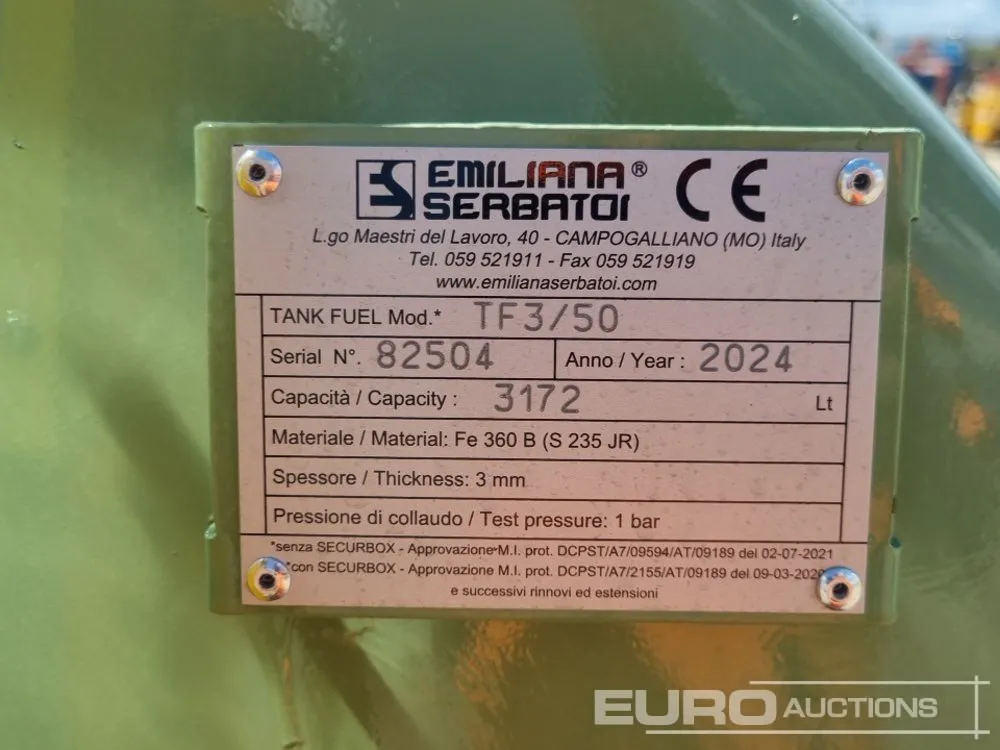 EMILIANA® CE
SERBATOI
L.go Maestri del Lavoro, 40 - CAMPOGALLIANO (MO) Italy
Tel. 059 521911 - Fax 059 521919
www.emilianaserbatoi.com
TANK FUEL Mod.* TF3/50
Serial N°. 82504 Anno / Year : 2024
Capacità / Capacity : 3172 Lt
Materiale / Material: Fe 360 B (S 235 JR)
Spessore / Thickness: 3 mm
Pressione di collaudo / Test pressure: 1 bar
*senza SECURBOX - Approvazione M.I. prot. DCPST/A7/09594/AT/09189 del 02-07-2021
*con SECURBOX - Approvazione M.I. prot. DCPST/A7/2155/AT/09189 del 09-03-2020
e successivi rinnovi ed estensioni
EURO AUCTIONS